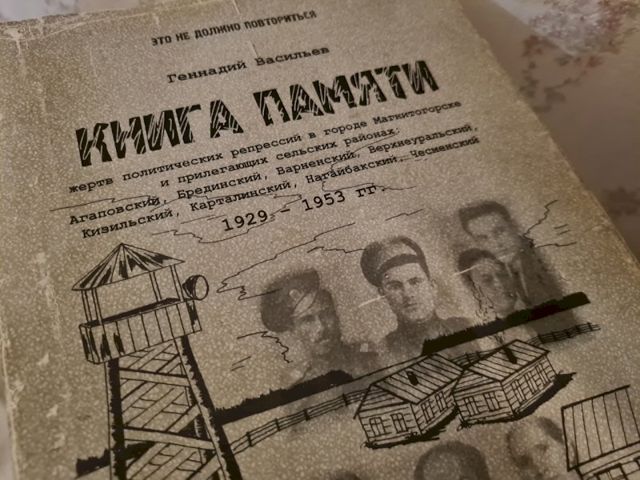 ЭТО НЕ ДОЛЖНО ПОВТОРИТЬСЯ
Геннадий Васильев
КНИГА ПАМЯТИ
жертв политических репрессий в городе Магнитогорске
и прилегающих сельских районах:
Агаповский, Брединский, Варненский, Верхнеуральский,
Кизильский, Карталинский, Нагайбакский, Чесменский
1929 - 1953 гг.